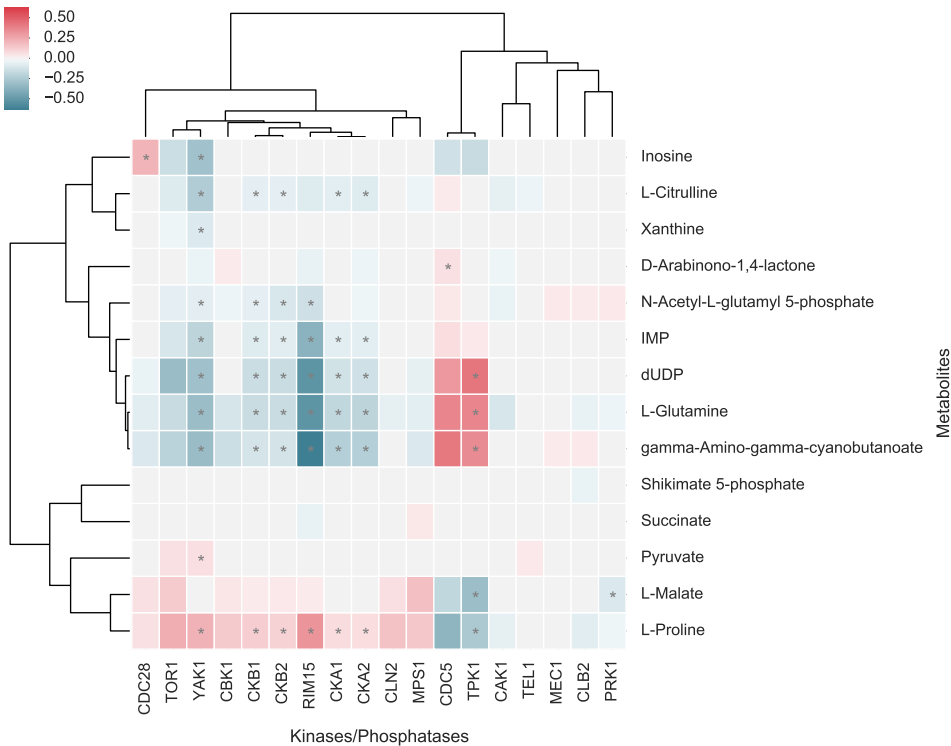 0.50
0.25
0.00
−0.25
−0.50
*
*
Inosine
* * * * *
L-Citrulline
*
Xanthine
*
D-Arabinono-1,4-lactone
* * * *
N-Acetyl-L-glutamyl 5-phosphate
* * * * * *
IMP
* * * * * * *
dUDP
* * * * * * *
L-Glutamine
* * * * * * *
gamma-Amino-gamma-cyanobutanoate
Shikimate 5-phosphate
Succinate
*
Pyruvate
* *
L-Malate
* * * * * * *
L-Proline
Metabolites
CDC28
TOR1
YAK1
CBK1
CKB1
CKB2
RIM15
CKA1
CKA2
CLN2
MPS1
CDC5
TPK1
CAK1
TEL1
MEC1
CLB2
PRK1
Kinases/Phosphatases